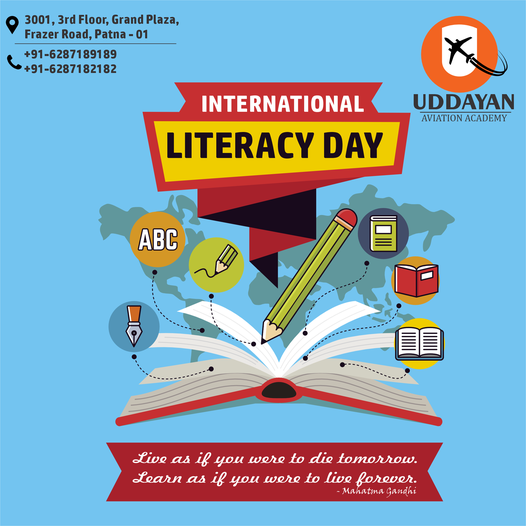 3001, 3rd Floor, Grand Plaza,
Frazer Road, Patna - 01
+91-6287189189
+91-6287182182
UDDAYAN
AVIATION ACADEMY
INTERNATIONAL
LITERACY DAY
ABC
Live as if you were to die tomorrow.
Learn as if you were to live forever.
- Mahatma Gandhi